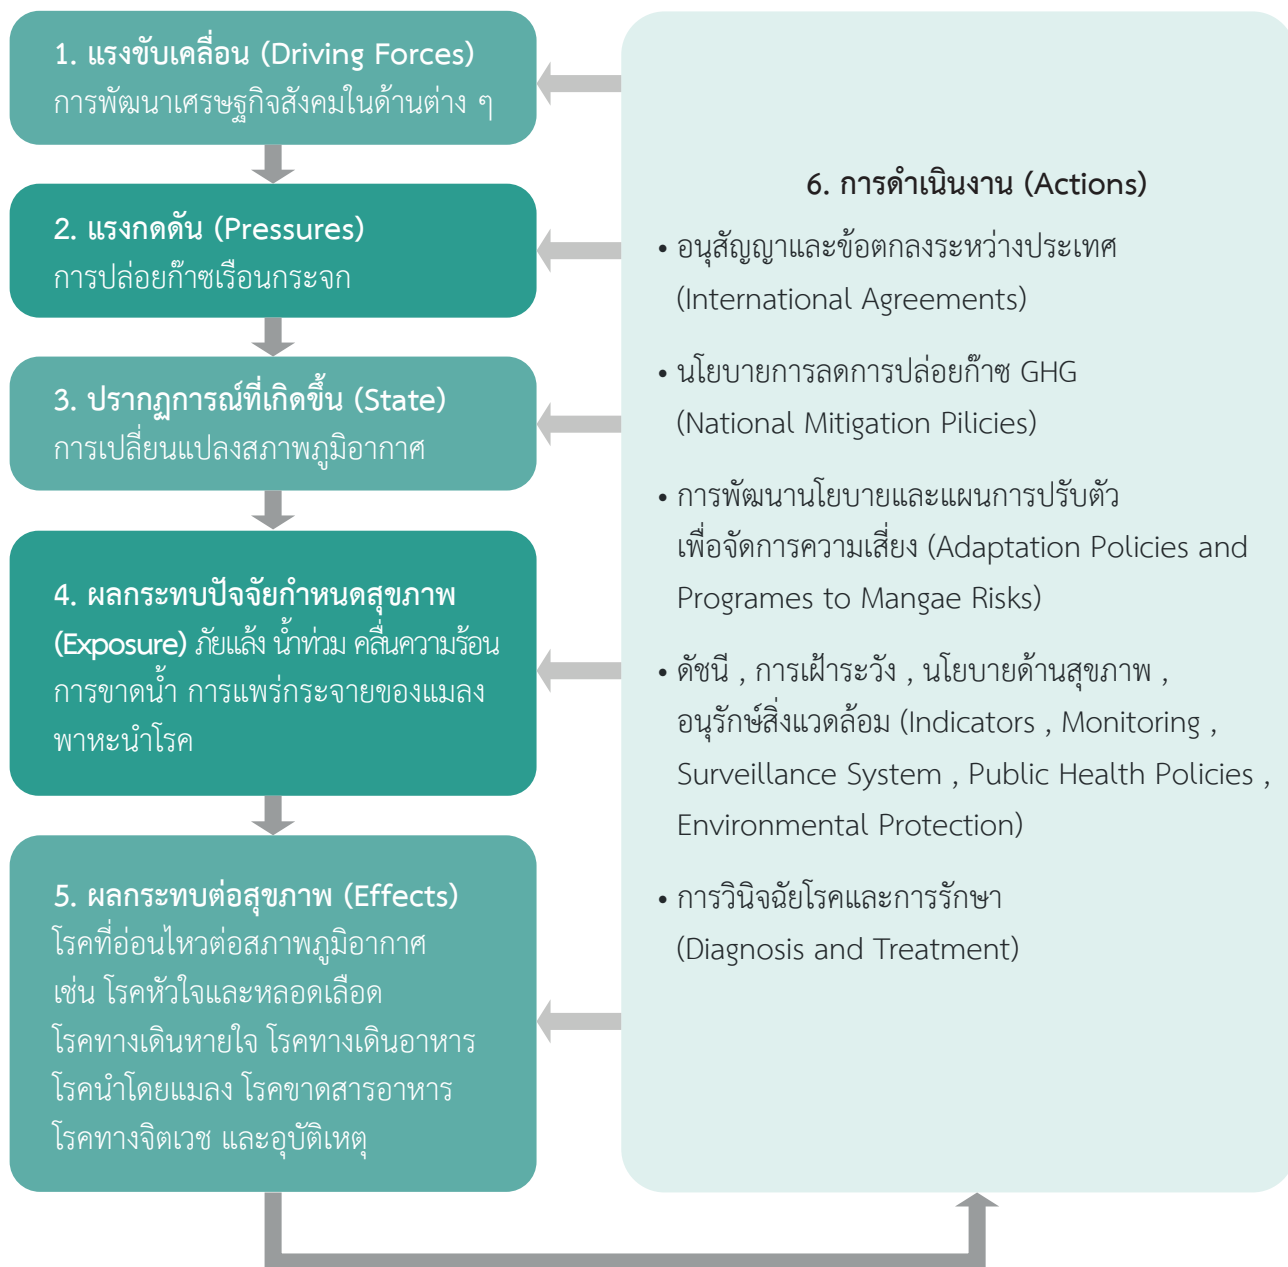 1. แรงขับเคลื่อน (Driving Forces)
การพัฒนาเศรษฐกิจสังคมในด้านต่าง ๆ
2. แรงกดดัน (Pressures)
การปล่อยก๊าซเรือนกระจก
3. ปรากฏการณ์ที่เกิดขึ้น (State)
การเปลี่ยนแปลงสภาพภูมิอากาศ
4. ผลกระทบปัจจัยกำหนดสุขภาพ
(Exposure) ภัยแล้ง น้ำท่วม คลื่นความร้อน
การขาดน้ำ การแพร่กระจายของแมลง
พาหะนำโรค
5. ผลกระทบต่อสุขภาพ (Effects)
โรคที่อ่อนไหวต่อสภาพภูมิอากาศ
เช่น โรคหัวใจและหลอดเลือด
โรคทางเดินหายใจ โรคทางเดินอาหาร
โรคนำโดยแมลง โรคขาดสารอาหาร
โรคทางจิตเวช และอุบัติเหตุ
6. การดำเนินงาน (Actions)
• อนุสัญญาและข้อตกลงระหว่างประเทศ
(International Agreements)
• นโยบายการลดการปล่อยก๊าซ GHG
(National Mitigation Pilicies)
• การพัฒนานโยบายและแผนการปรับตัว
เพื่อจัดการความเสี่ยง (Adaptation Policies and
Programes to Mangae Risks)
• ดัชนี , การเฝ้าระวัง , นโยบายด้านสุขภาพ ,
อนุรักษ์สิ่งแวดล้อม (Indicators , Monitoring ,
Surveillance System , Public Health Policies ,
Environmental Protection)
• การวินิจฉัยโรคและการรักษา
(Diagnosis and Treatment)